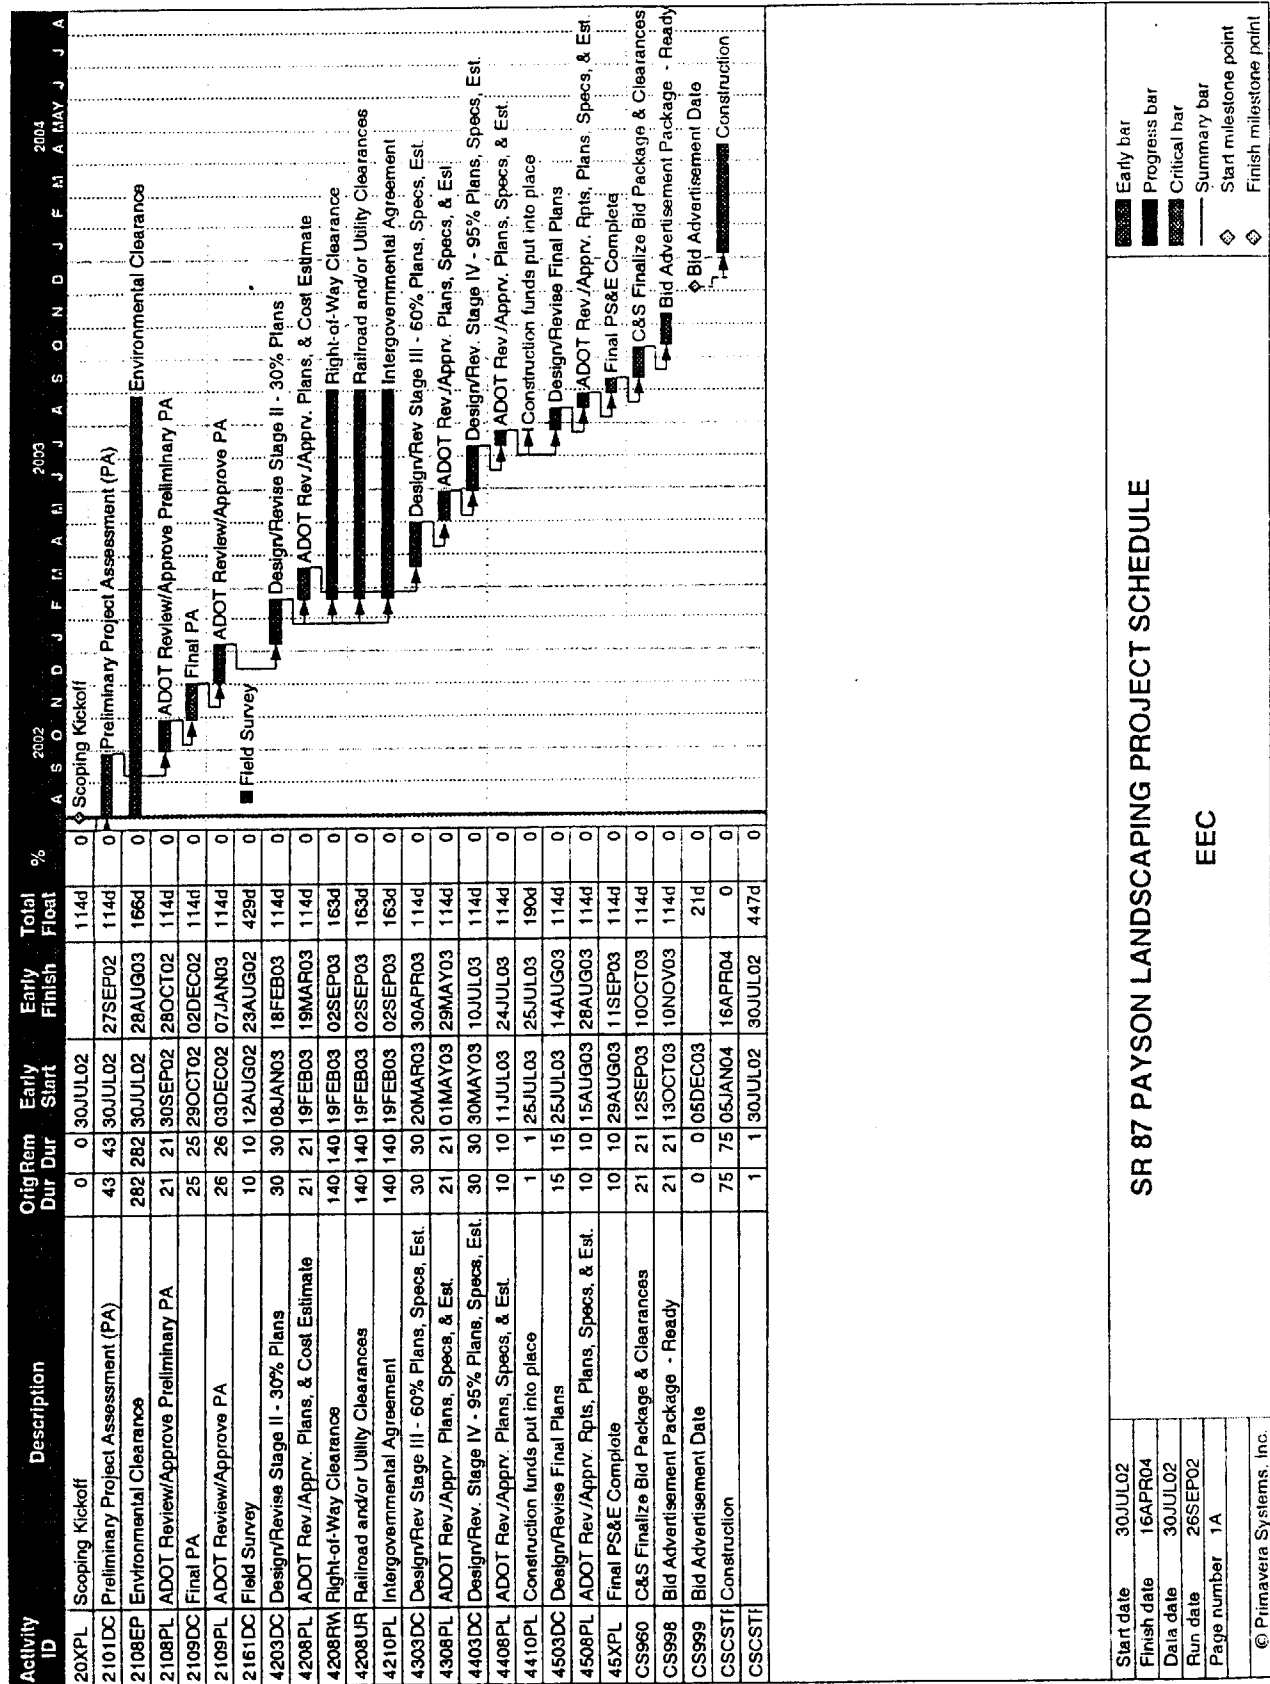 Activity ID Description Orig Dur Rem Dur Early Start Early Finish Total Float %
2002 2003 2004
A S O N D J F M A M J J A S O N D J F M A MAY J J A
20XPL Scoping Kickoff 0 0 30JUL02 114d 0
2101DC Preliminary Project Assessment (PA) 43 43 30JUL02 27SEP02 114d 0
2108EP Environmental Clearance 282 282 30JUL02 28AUG03 166d 0
2108PL ADOT Review/Approve Preliminary PA 21 21 30SEP02 28OCT02 114d 0
2109DC Final PA 25 25 29OCT02 02DEC02 114d 0
2109PL ADOT Review/Approve PA 26 26 03DEC02 07JAN03 114d 0
2161DC Field Survey 10 10 12AUG02 23AUG02 429d 0
4203DC Design/Revise Stage II - 30% Plans 30 30 08JAN03 18FEB03 114d 0
4208PL ADOT Rev./Apprv. Plans, & Cost Estimate 21 21 19FEB03 19MAR03 114d 0
4208RW Right-of-Way Clearance 140 140 19FEB03 02SEP03 163d 0
4208UR Railroad and/or Utility Clearances 140 140 19FEB03 02SEP03 163d 0
4210PL Intergovernmental Agreement 140 140 19FEB03 02SEP03 163d 0
4303DC Design/Rev Stage III - 60% Plans, Specs, Est. 30 30 20MAR03 30APR03 114d 0
4308PL ADOT Rev./Apprv. Plans, Specs, & Est. 21 21 01MAY03 29MAY03 114d 0
4403DC Design/Rev. Stage IV - 95% Plans, Specs, Est. 30 30 30MAY03 10JUL03 114d 0
4408PL ADOT Rev./Apprv. Plans, Specs, & Est. 10 10 11JUL03 24JUL03 114d 0
4410PL Construction funds put into place 1 1 25JUL03 25JUL03 190d 0
4503DC Design/Revise Final Plans 15 15 25JUL03 14AUG03 114d 0
4508PL ADOT Rev./Apprv. Rpts, Plans, Specs, & Est. 10 10 15AUG03 28AUG03 114d 0
45XPL Final PS&E Complete 10 10 29AUG03 11SEP03 114d 0
CS960 C&S Finalize Bid Package & Clearances 21 21 12SEP03 10OCT03 114d 0
CS998 Bid Advertisement Package - Ready 21 21 13OCT03 10NOV03 114d 0
CS999 Bid Advertisement Date 0 0 05DEC03 21d 0
CSCSTF Construction 75 75 05JAN04 16APR04 0 0
CSCSTF 1 1 30JUL02 30JUL02 447d 0
Scoping Kickoff
Preliminary Project Assessment (PA)
Environmental Clearance
ADOT Review/Approve Preliminary PA
Final PA
ADOT Review/Approve PA
Field Survey
Design/Revise Stage II - 30% Plans
ADOT Rev./Apprv. Plans, & Cost Estimate
Right-of-Way Clearance
Railroad and/or Utility Clearances
Intergovernmental Agreement
Design/Rev Stage III - 60% Plans, Specs, Est.
ADOT Rev./Apprv. Plans, Specs, & Est
Design/Rev. Stage IV - 95% Plans, Specs, Est.
ADOT Rev./Apprv. Plans, Specs, & Est.
Construction funds put into place
Design/Revise Final Plans
ADOT Rev./Apprv. Rpts, Plans, Specs, & Est.
Final PS&E Complete
C&S Finalize Bid Package & Clearances
Bid Advertisement Package - Ready
Bid Advertisement Date
Construction
Start date 30JUL02
Finish date 16APR04
Data date 30JUL02
Run date 26SEP02
Page number 1A
© Primavera Systems, Inc.
SR 87 PAYSON LANDSCAPING PROJECT SCHEDULE
EEC
Early bar
Progress bar
Critical bar
Summary bar
Start milestone point
Finish milestone point